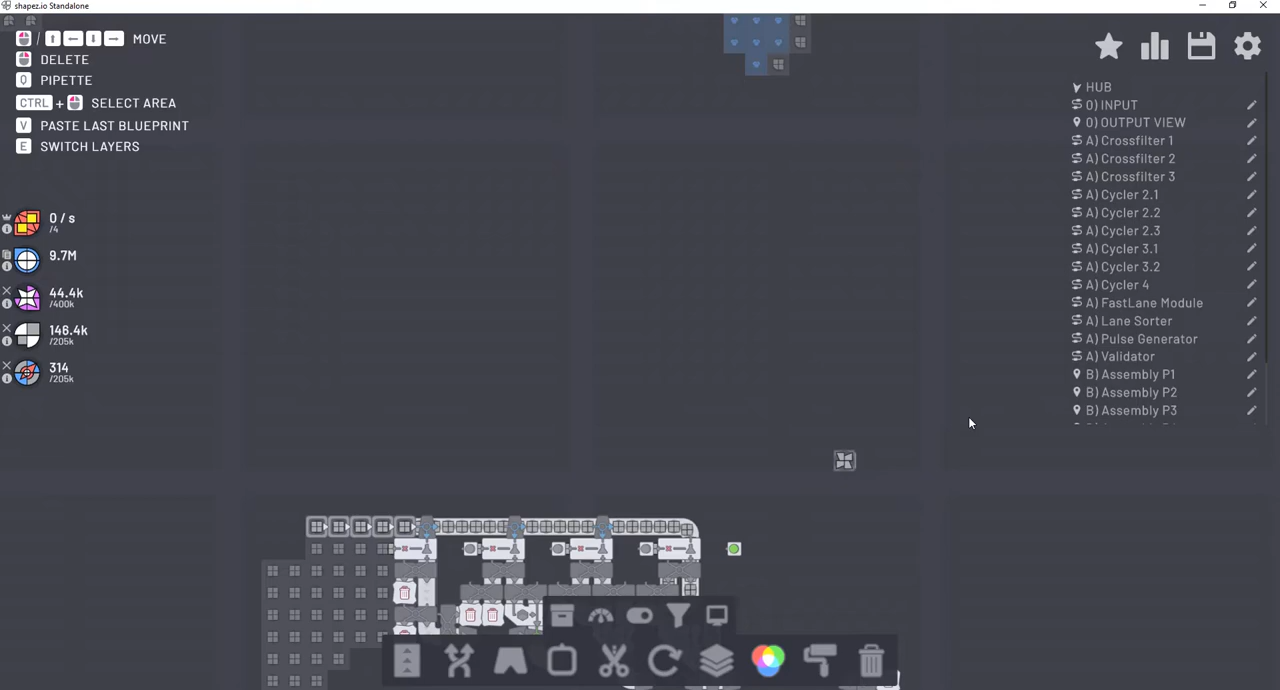 shapez.io Standalone
/ MOVE
DELETE
Q PIPETTE
CTRL + SELECT AREA
V PASTE LAST BLUEPRINT
E SWITCH LAYERS
0 / s
/4
9.7M
44.4k
/400k
146.4k
/205k
314
/205k
HUB
0) INPUT
0) OUTPUT VIEW
A) Crossfilter 1
A) Crossfilter 2
A) Crossfilter 3
A) Cycler 2.1
A) Cycler 2.2
A) Cycler 2.3
A) Cycler 3.1
A) Cycler 3.2
A) Cycler 4
A) FastLane Module
A) Lane Sorter
A) Pulse Generator
A) Validator
B) Assembly P1
B) Assembly P2
B) Assembly P3